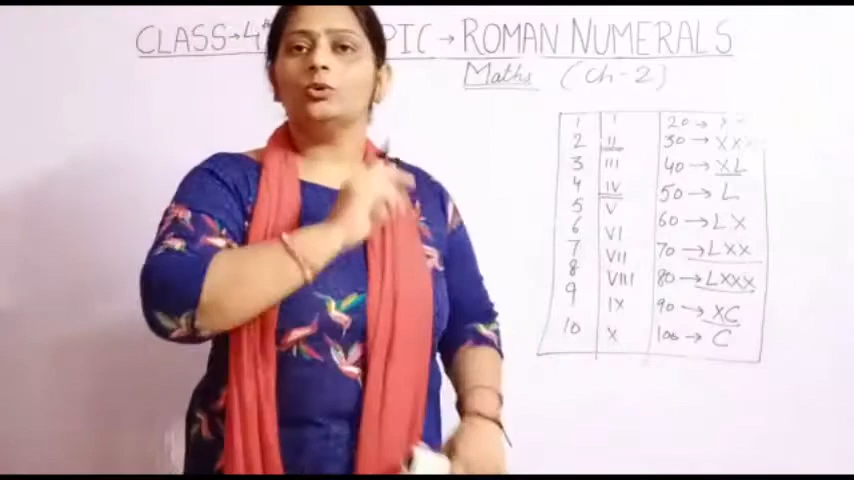 CLASS→4 PIC → ROMAN NUMERALS
Maths (Ch-2)
1 I 20 →
2 II 30 → XXX
3 III 40 → XL
4 IV 50 → L
5 V 60 → LX
6 VI 70 → LXX
7 VII 80 → LXXX
8 VIII 90 → XC
9 IX 100 → C
10 X